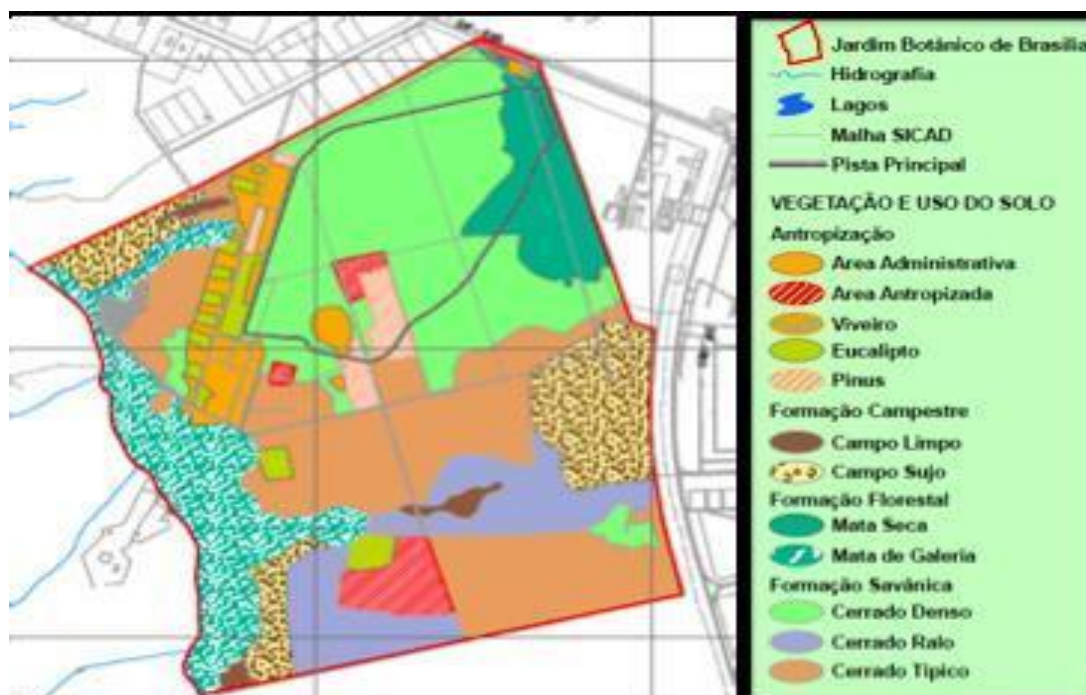 Jardim Botânico de Brasília
Hidrografia
Lagos
Malha SICAD
Pista Principal
VEGETAÇÃO E USO DO SOLO
Antropização
Area Administrativa
Area Antropizada
Viveiro
Eucalipto
Pinus
Formação Campestre
Campo Limpo
Campo Sujo
Formação Florestal
Mata Seca
Mata de Galeria
Formação Savânica
Cerrado Denso
Cerrado Ralo
Cerrado Tipico